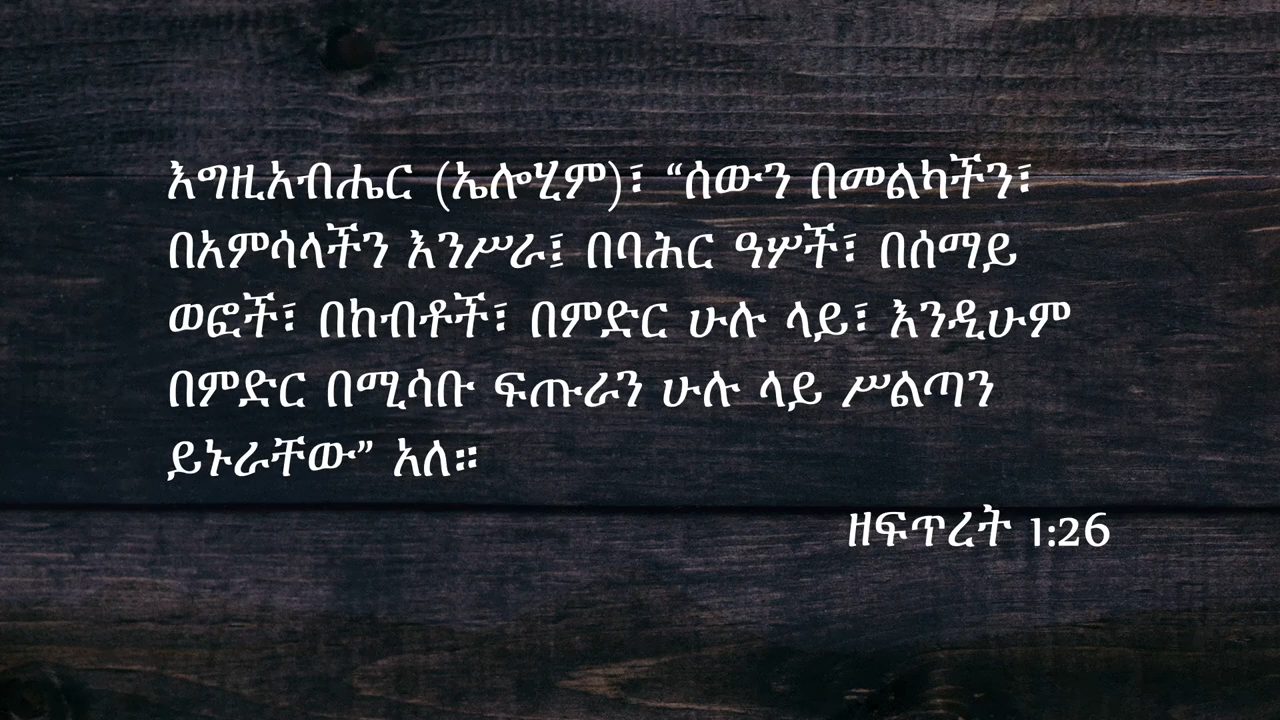 እግዚአብሔር (ኤሎሂም)፣ “ሰውን በመልካችን፣
በአምሳላችን እንሥራ፤ በባሕር ዓሦች፣ በሰማይ
ወፎች፣ በከብቶች፣ በምድር ሁሉ ላይ፣ እንዲሁም
በምድር በሚሳቡ ፍጡራን ሁሉ ላይ ሥልጣን
ይኑራቸው” አለ።
ዘፍጥረት 1:26